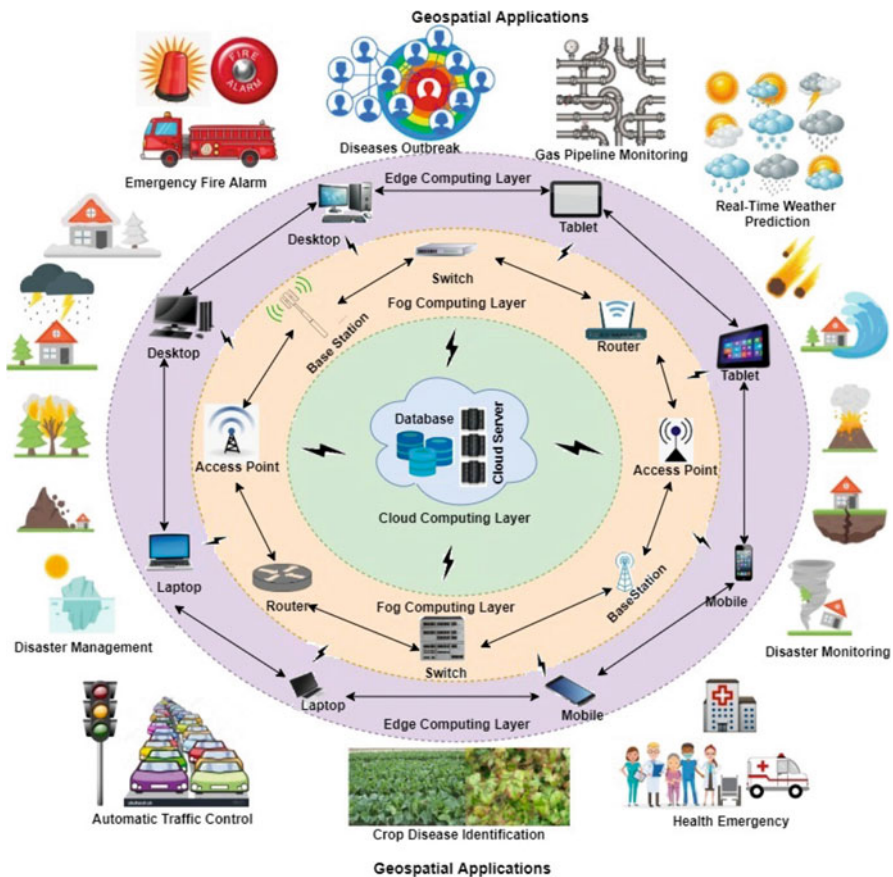 Geospatial Applications
FIRE
ALARM
Diseases Outbreak
Gas Pipeline Monitoring
Emergency Fire Alarm
Edge Computing Layer
Real-Time Weather
Prediction
Desktop
Tablet
Switch
Fog Computing Layer
Base Station
Router
Desktop
Tablet
Database
Cloud Server
Access Point
Access Point
Cloud Computing Layer
Laptop
Router
Fog Computing Layer
BaseStation
Mobile
Disaster Management
Switch
Disaster Monitoring
Laptop
Edge Computing Layer
Mobile
Automatic Traffic Control
Crop Disease Identification
Health Emergency
Geospatial Applications